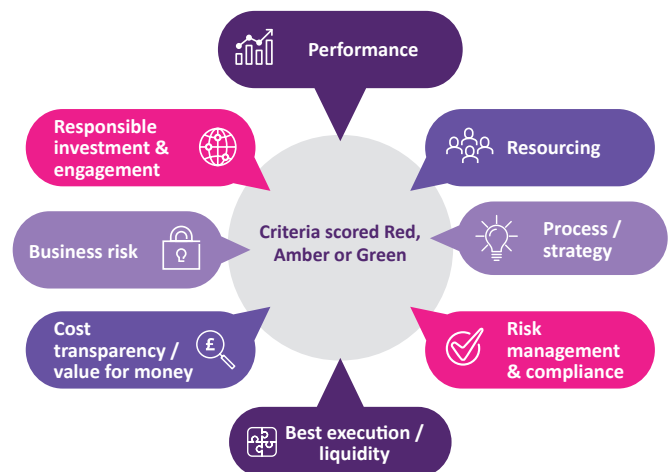 Performance
Responsible
investment &
engagement
Resourcing
Business risk
Criteria scored Red,
Amber or Green
Process /
strategy
Cost
transparency /
value for money
£
Risk
management
& compliance
Best execution /
liquidity